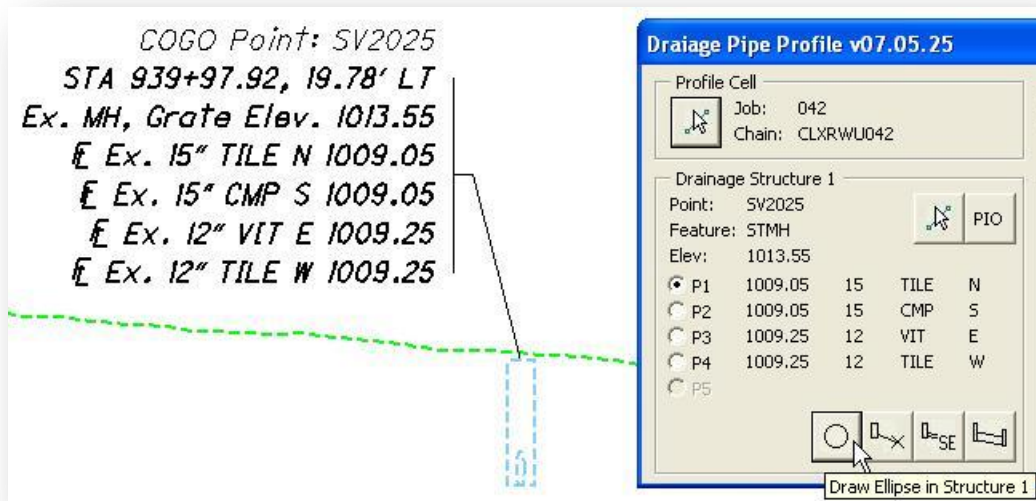 COGO Point: SV2025
STA 939+97.92, 19.78' LT
Ex. MH, Grate Elev. 1013.55
℄ Ex. 15" TILE N 1009.05
℄ Ex. 15" CMP S 1009.05
℄ Ex. 12" VIT E 1009.25
℄ Ex. 12" TILE W 1009.25
Draiage Pipe Profile v07.05.25
Profile Cell
Job: 042
Chain: CLXRWU042
Drainage Structure 1
Point: SV2025
Feature: STMH
PIO
Elev: 1013.55
P1 1009.05 15 TILE N
P2 1009.05 15 CMP S
P3 1009.25 12 VIT E
P4 1009.25 12 TILE W
P5
SE
Draw Ellipse in Structure 1